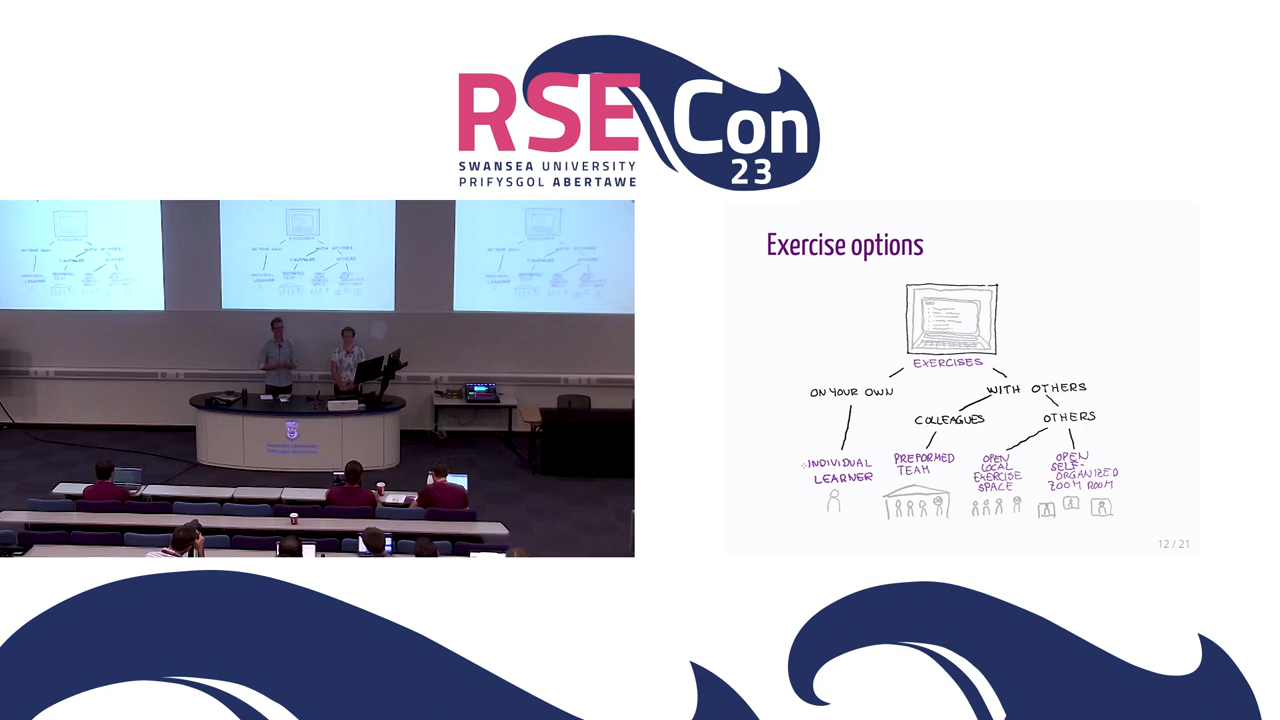 RSE Con
SWANSEA UNIVERSITY
PRIFYSGOL ABERTAWE
23
Exercise options
EXERCISES
ON YOUR OWN
WITH OTHERS
COLLEAGUES
OTHERS
INDIVIDUAL
LEARNER
PREFORMED
TEAM
OPEN
LOCAL
EXERCISE
SPACE
OPEN
SELF-
ORGANIZED
ZOOM ROOM
12 / 21